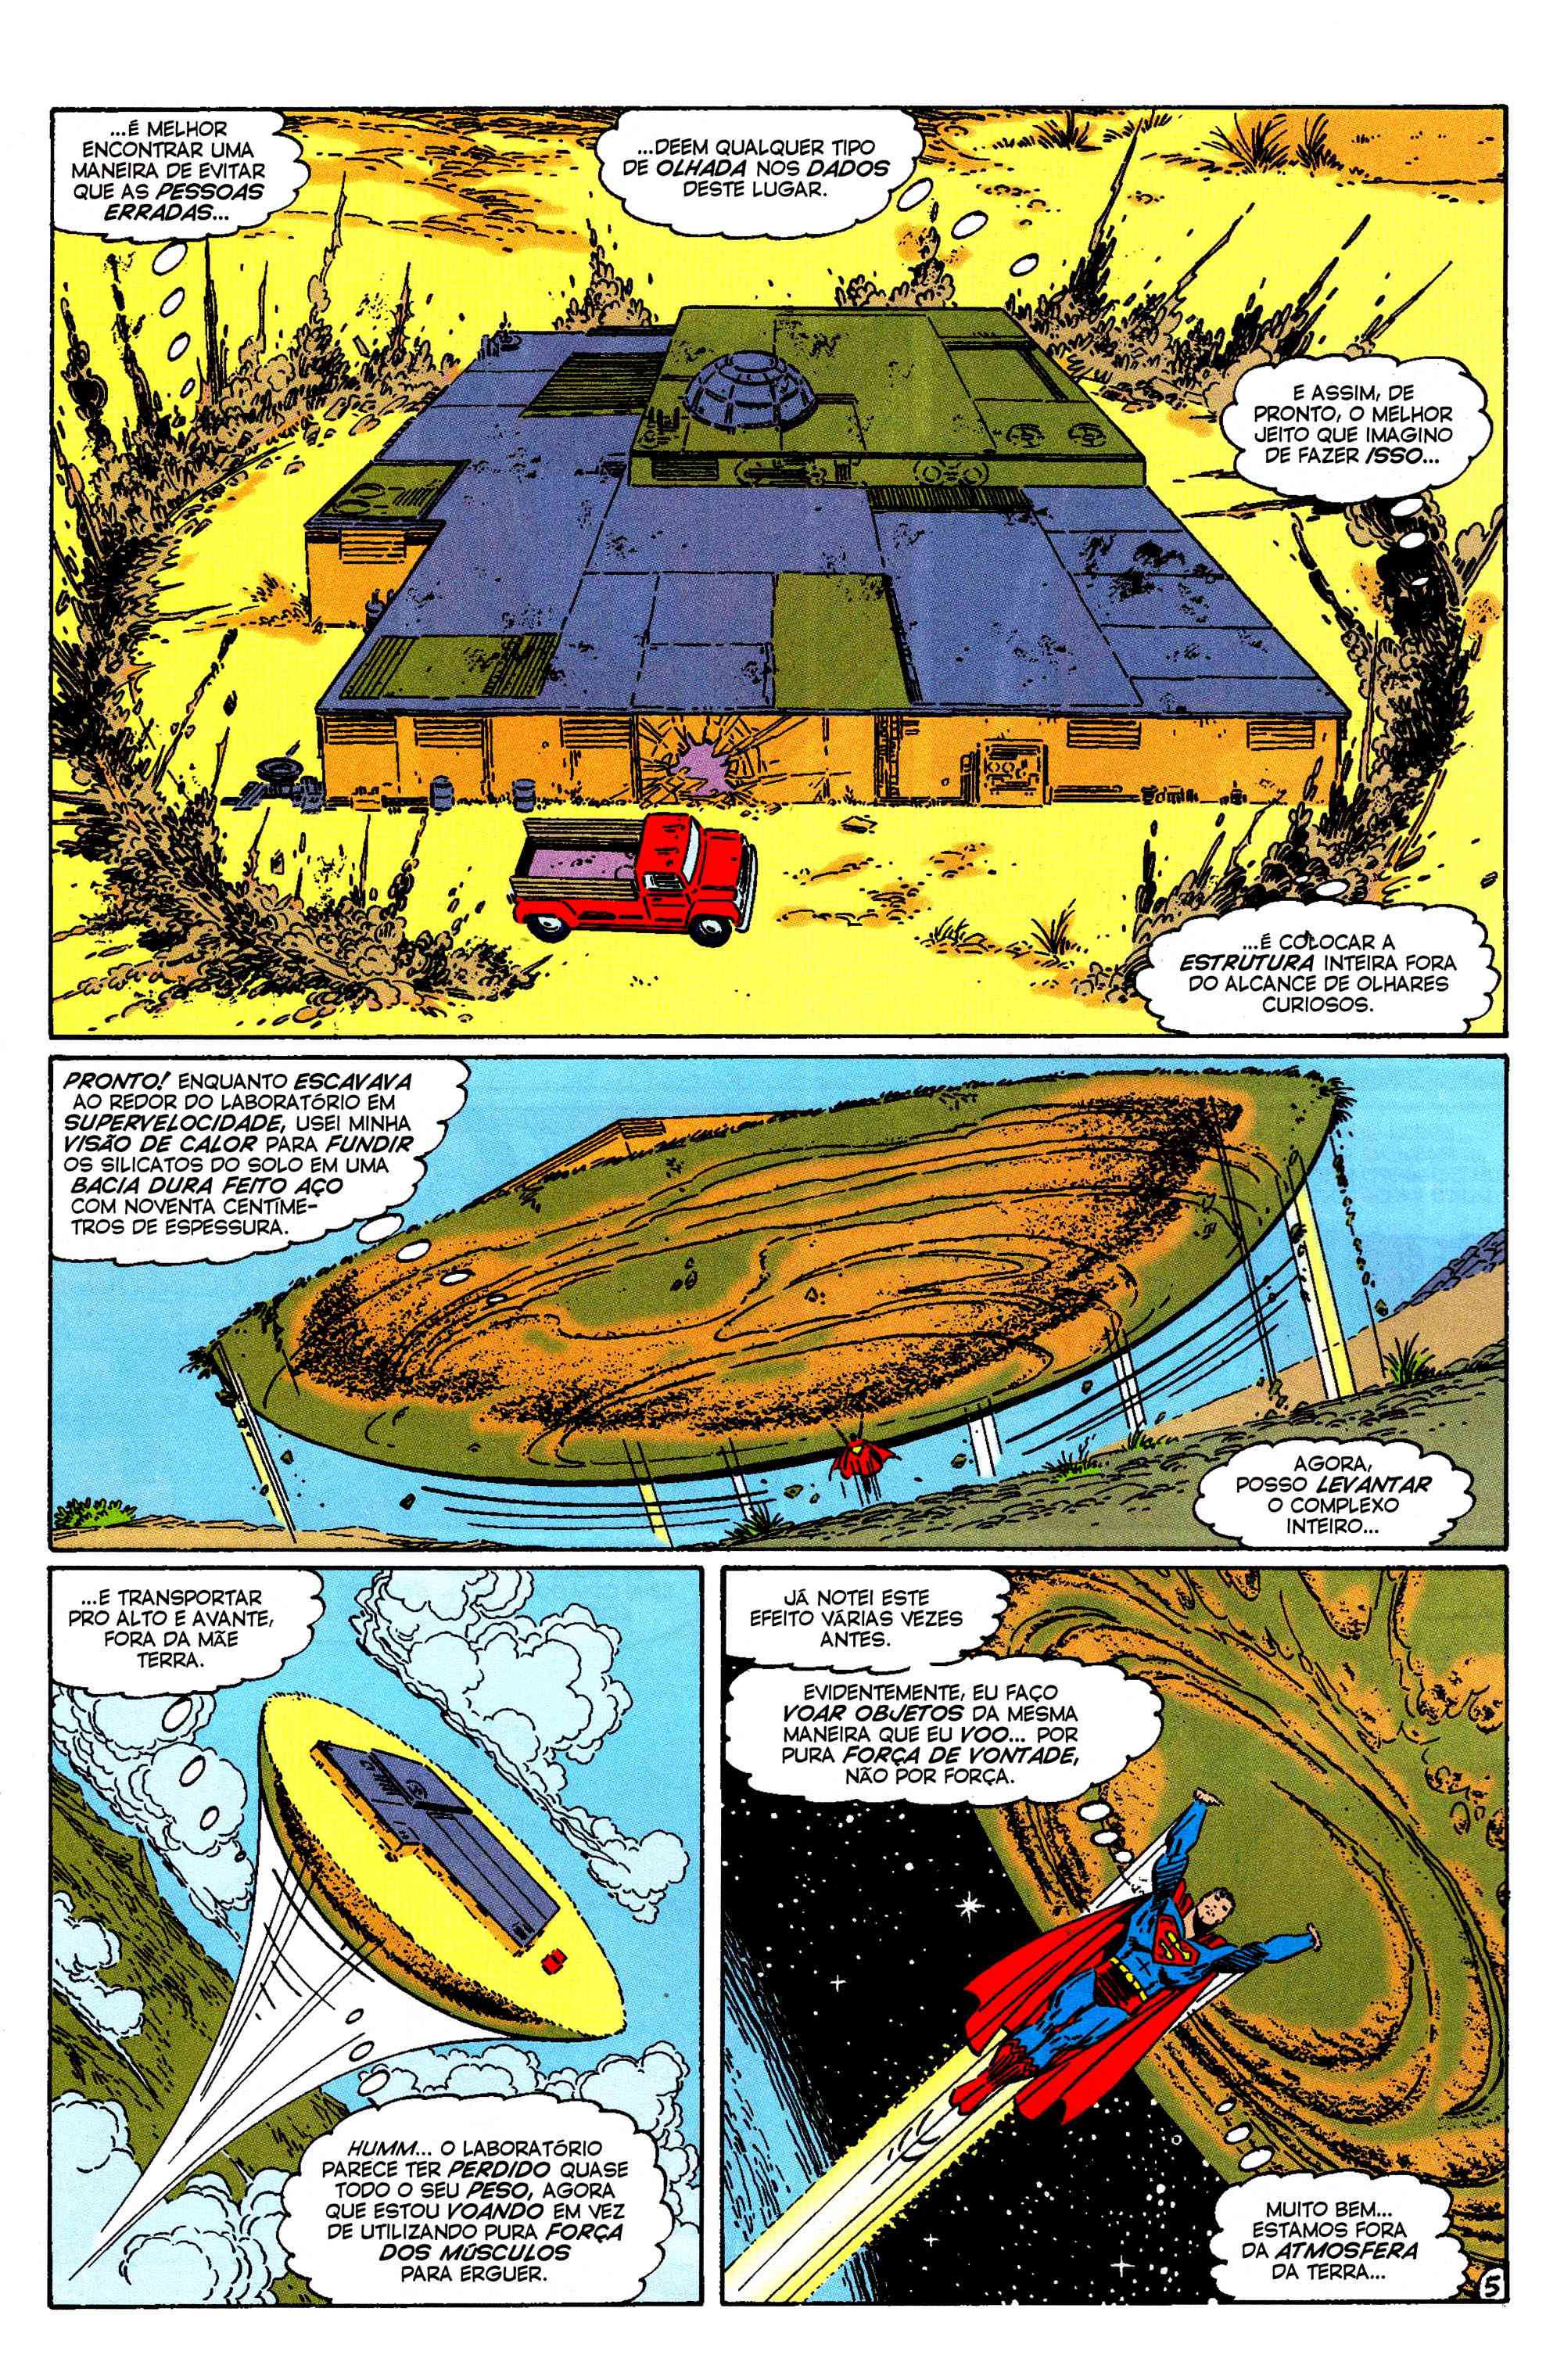 ...É MELHOR
ENCONTRAR UMA
MANEIRA DE EVITAR
QUE AS PESSOAS
ERRADAS...
...DEEM QUALQUER TIPO
DE OLHADA NOS DADOS
DESTE LUGAR.
E ASSIM, DE
PRONTO, O MELHOR
JEITO QUE IMAGINO
DE FAZER ISSO...
...É COLOCAR A
ESTRUTURA INTEIRA FORA
DO ALCANCE DE OLHARES
CURIOSOS.
PRONTO! ENQUANTO ESCAVAVA
AO REDOR DO LABORATÓRIO EM
SUPERVELOCIDADE, USEI MINHA
VISÃO DE CALOR PARA FUNDIR
OS SILICATOS DO SOLO EM UMA
BACIA DURA FEITO AÇO
COM NOVENTA CENTÍME-
TROS DE ESPESSURA.
AGORA,
POSSO LEVANTAR
O COMPLEXO
INTEIRO...
...E TRANSPORTAR
PRO ALTO E AVANTE,
FORA DA MÃE
TERRA.
HUMM... O LABORATÓRIO
PARECE TER PERDIDO QUASE
TODO O SEU PESO, AGORA
QUE ESTOU VOANDO EM VEZ
DE UTILIZANDO PURA FORÇA
DOS MÚSCULOS
PARA ERGUER.
JÁ NOTEI ESTE
EFEITO VÁRIAS VEZES
ANTES.
EVIDENTEMENTE, EU FAÇO
VOAR OBJETOS DA MESMA
MANEIRA QUE EU VOO... POR
PURA FORÇA DE VONTADE,
NÃO POR FORÇA.
MUITO BEM...
ESTAMOS FORA
DA ATMOSFERA
DA TERRA...
5